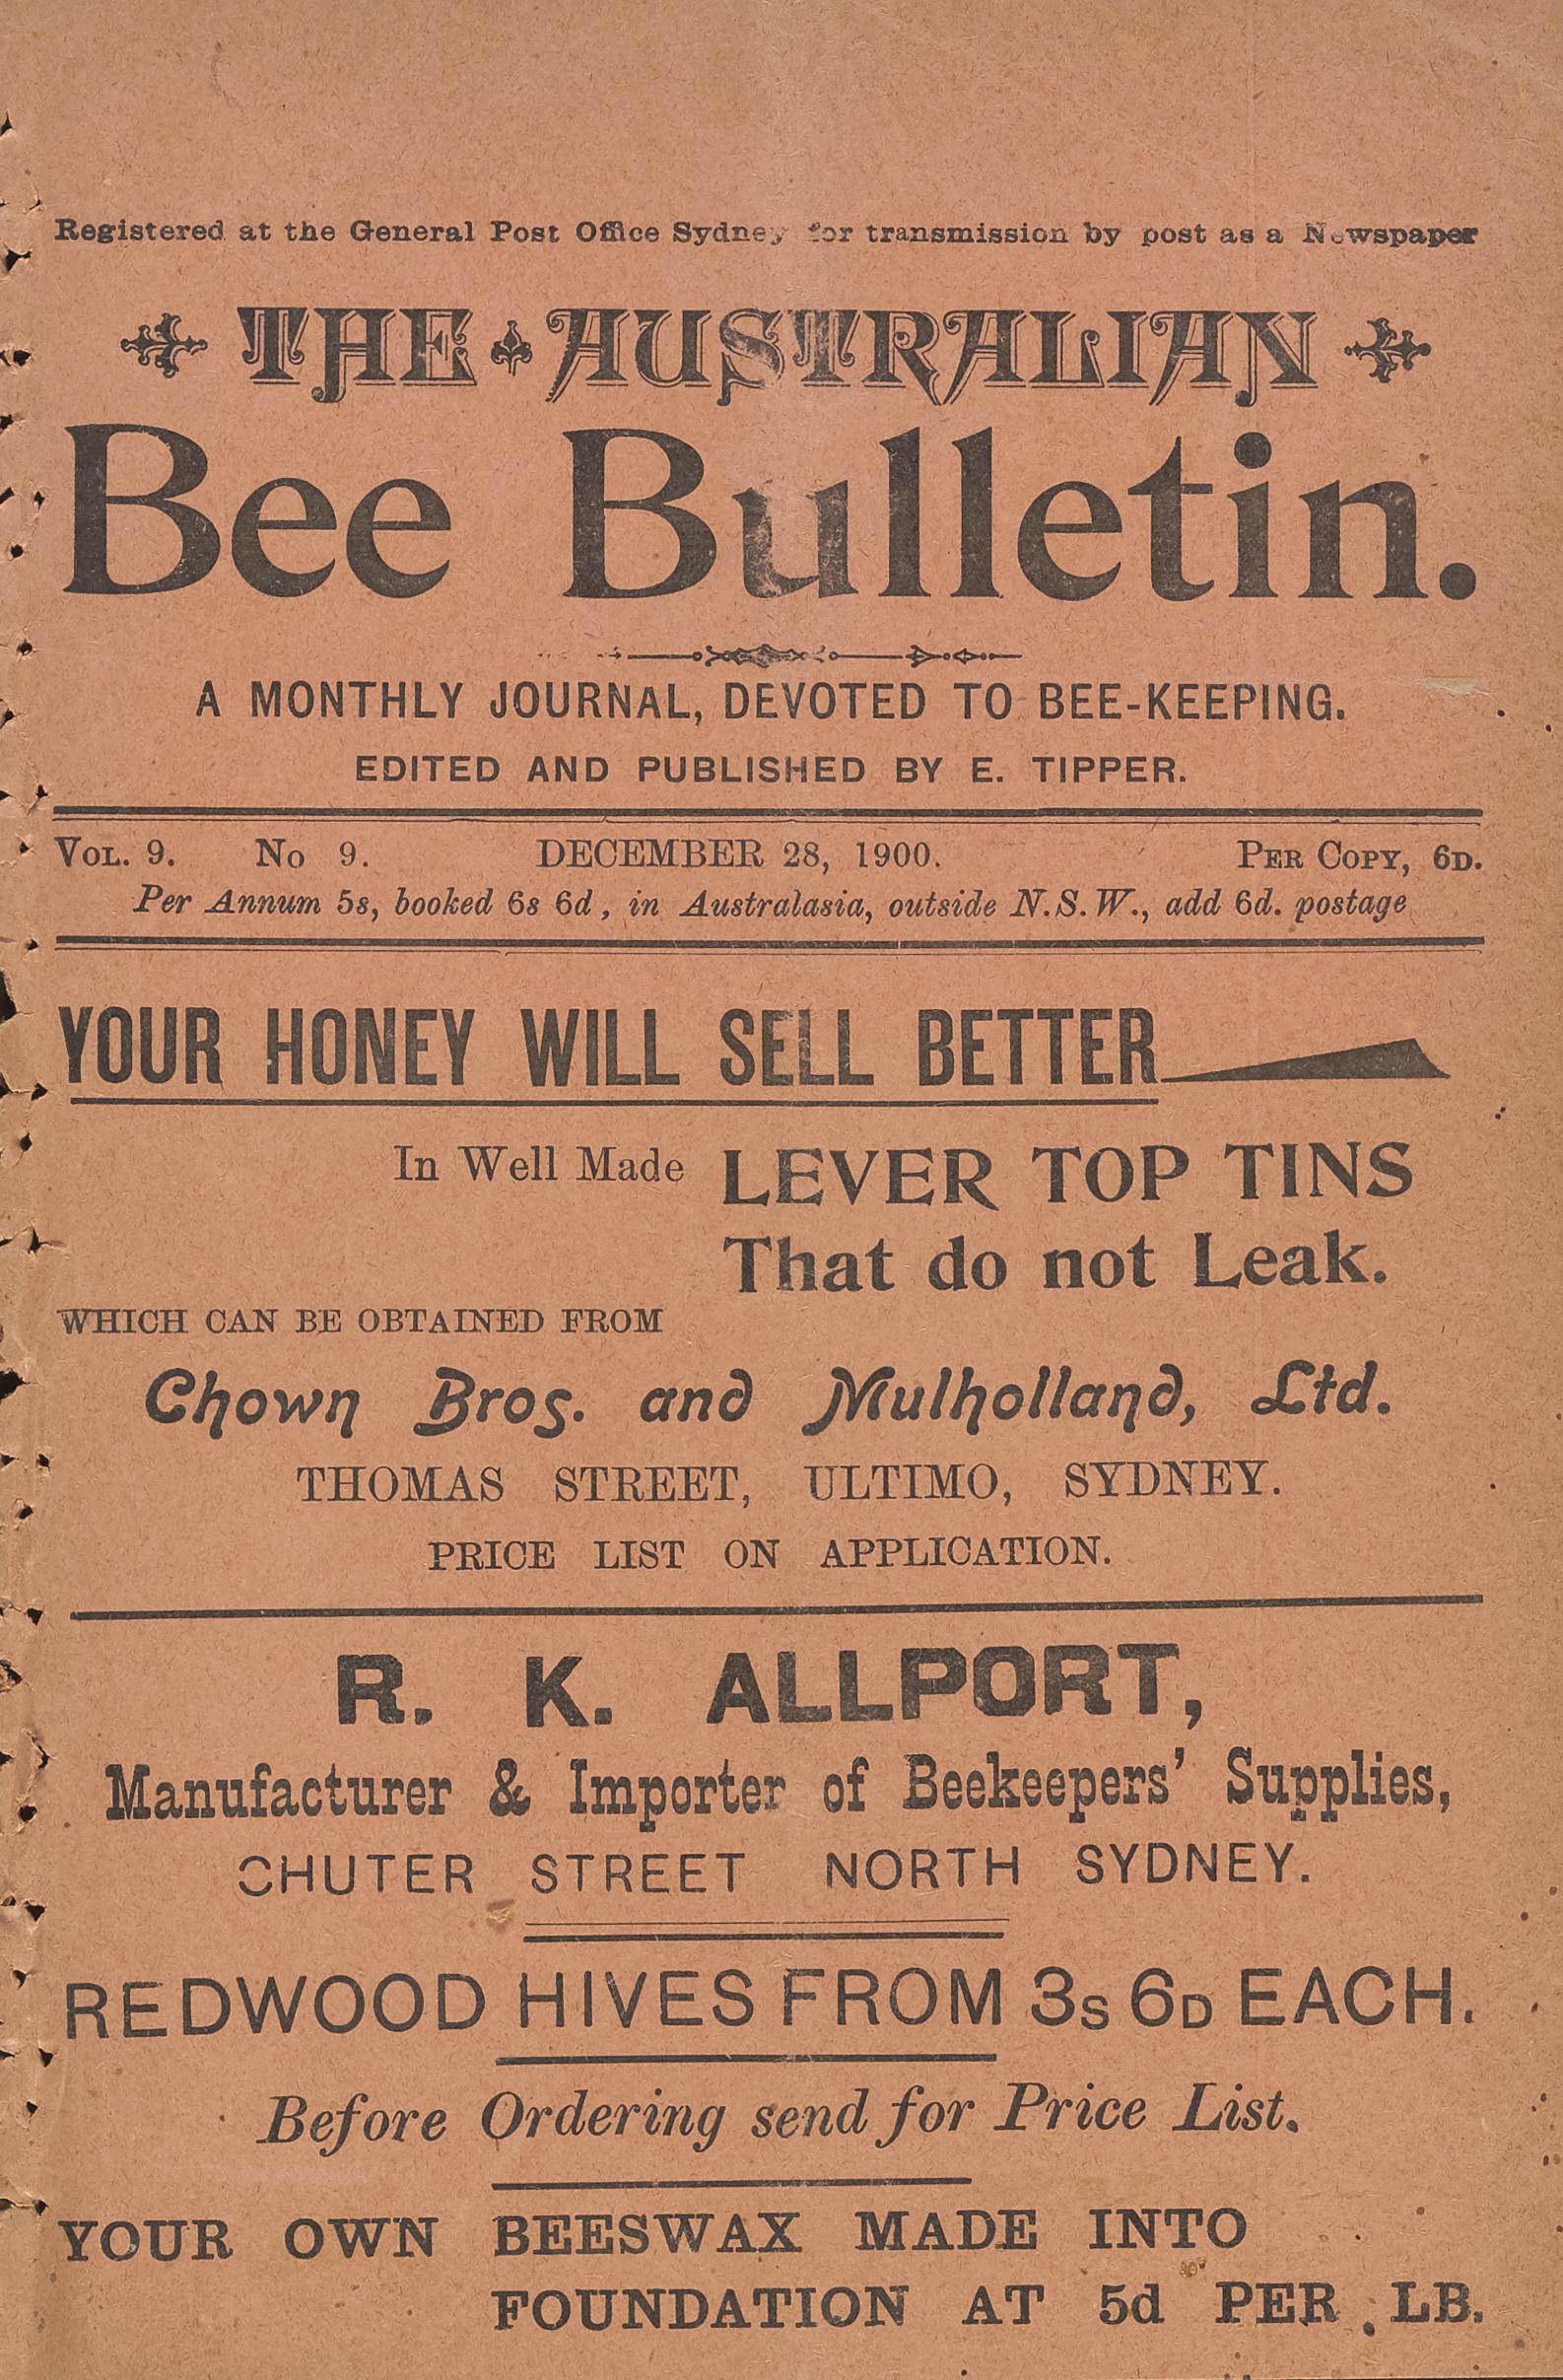 Registered at the General Post Office Sydney for transmission by post as a Newspaper
THE AUSTRALIAN
Bee Bulletin.
A MONTHLY JOURNAL, DEVOTED TO BEE-KEEPING.
EDITED AND PUBLISHED BY E. TIPPER.
VOL. 9. No 9. DECEMBER 28, 1900. PER COPY, 6D.
Per Annum 5s, booked 6s 6d, in Australasia, outside N.S.W., add 6d. postage
YOUR HONEY WILL SELL BETTER
In Well Made LEVER TOP TINS
That do not Leak.
WHICH CAN BE OBTAINED FROM
Chown Bros. and Mulholland, Ltd.
THOMAS STREET, ULTIMO, SYDNEY.
PRICE LIST ON APPLICATION.
R. K. ALLPORT,
Manufacturer & Importer of Beekeepers' Supplies,
CHUTER STREET NORTH SYDNEY.
REDWOOD HIVES FROM 3s 6D EACH.
Before Ordering send for Price List.
YOUR OWN BEESWAX MADE INTO
FOUNDATION AT 5d PER LB.